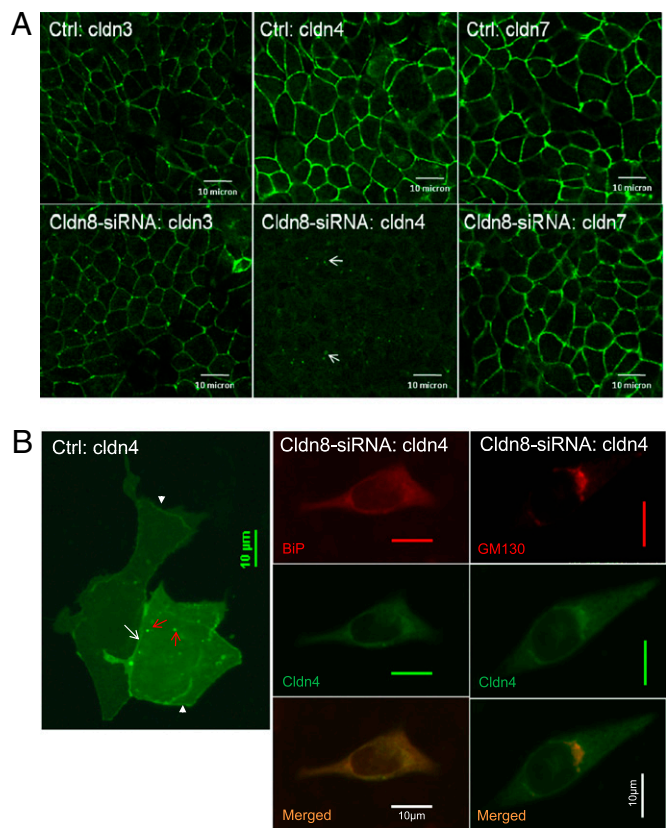 A
Ctrl: cldn3
Ctrl: cldn4
Ctrl: cldn7
10 micron
10 micron
10 micron
Cldn8-siRNA: cldn3
Cldn8-siRNA: cldn4
Cldn8-siRNA: cldn7
10 micron
10 micron
10 micron
B
Ctrl: cldn4
Cldn8-siRNA: cldn4
Cldn8-siRNA: cldn4
10 µm
BiP
GM130
Cldn4
Cldn4
Merged
10µm
Merged
10µm